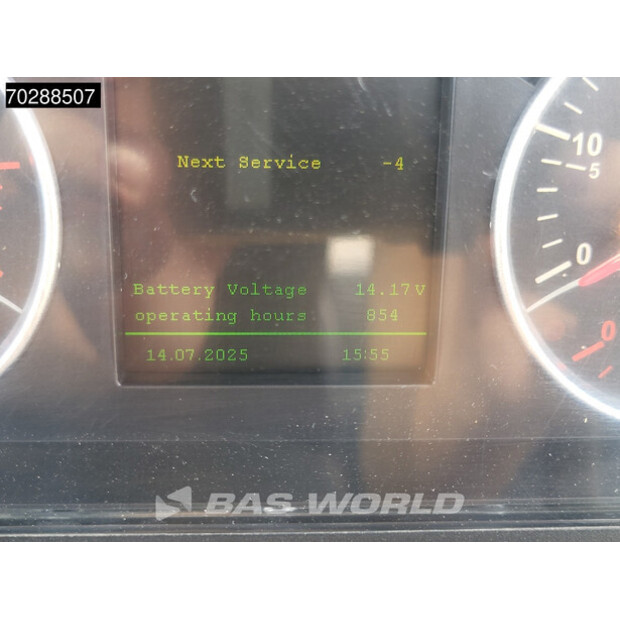 70288507
Next Service -4
Battery Voltage 14.17V
operating hours 854
14.07.2025 15:55
10
5
0
0
BAS WORLD